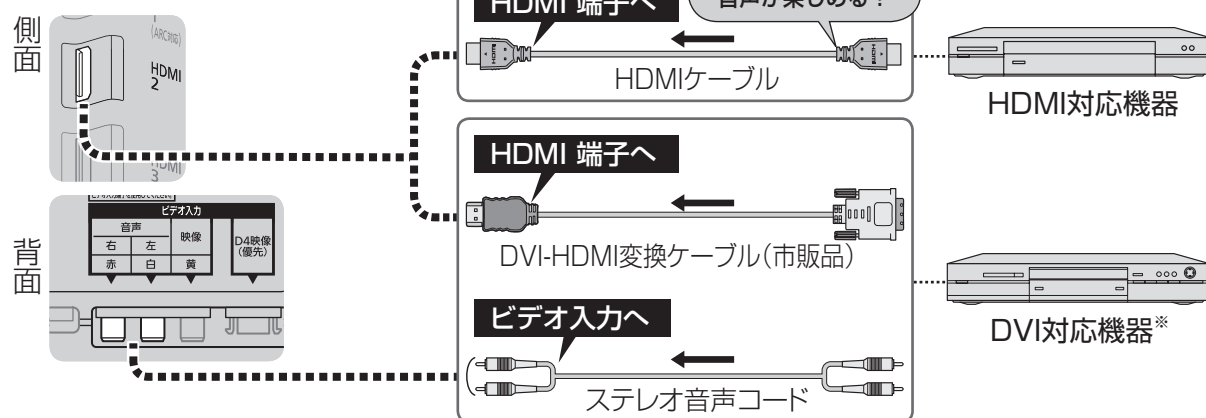 側面
(ARC対応)
HDMI
2
HDMI
3
HDMI 端子へ
音声が楽しめる！
HDMI
HDMI
HDMIケーブル
HDMI対応機器
HDMI 端子へ
DVI-HDMI変換ケーブル（市販品）
背面
ビデオ入力
音声
映像
D4映像
(優先)
右
左
赤
白
黄
ビデオ入力へ
ステレオ音声コード
DVI対応機器※